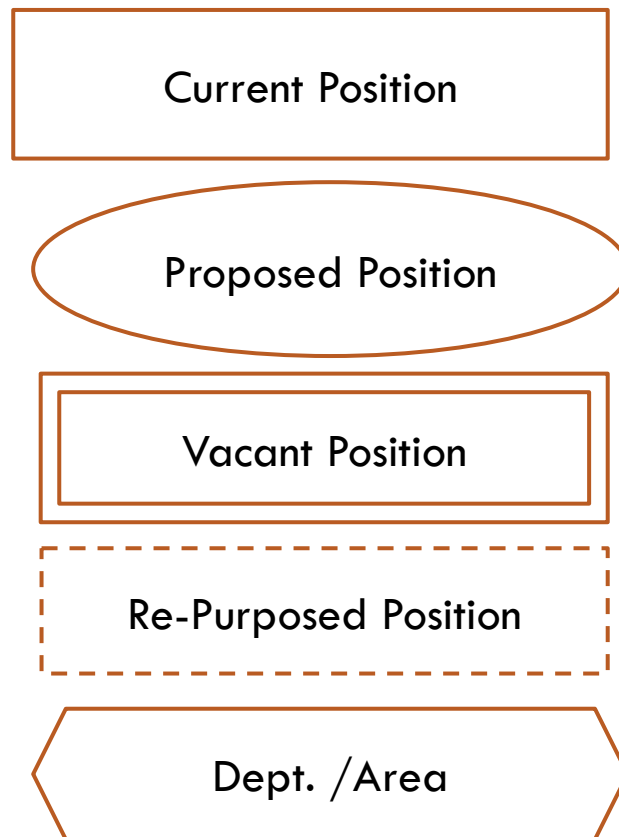 Current Position
Proposed Position
Vacant Position
Re-Purposed Position
Dept. /Area